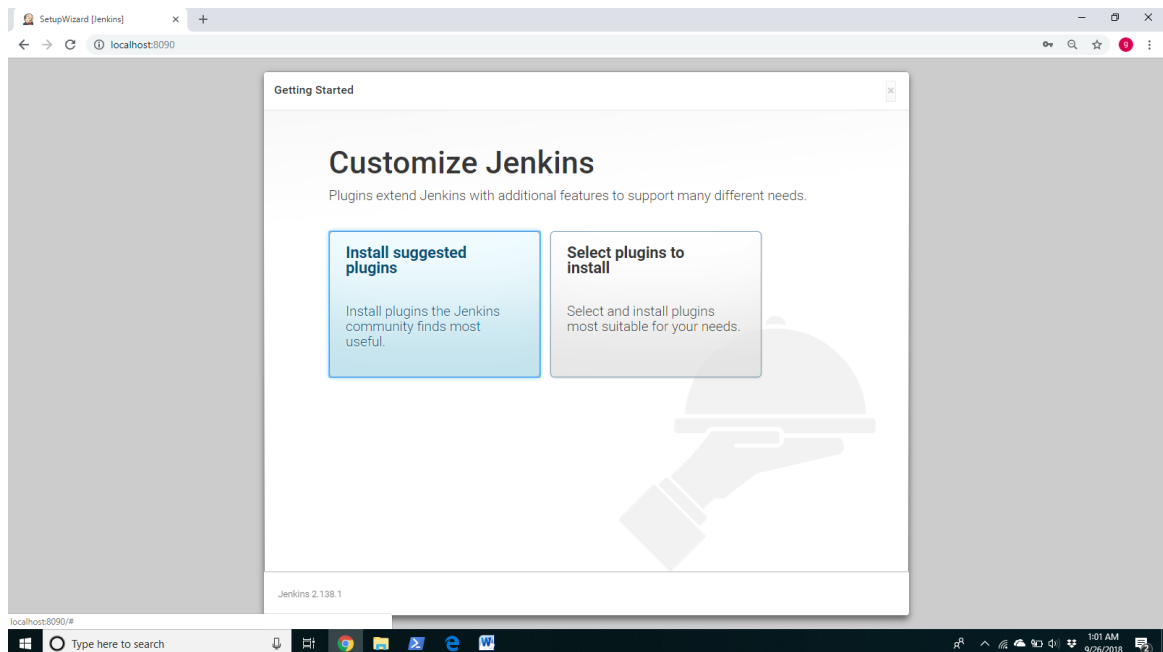 SetupWizard [Jenkins]
localhost:8090
g
Getting Started
Customize Jenkins
Plugins extend Jenkins with additional features to support many different needs.
Install suggested
plugins
Install plugins the Jenkins
community finds most
useful.
Select plugins to
install
Select and install plugins
most suitable for your needs.
Jenkins 2.138.1
localhost:8090/#
Type here to search
1:01 AM
9/26/2018
2